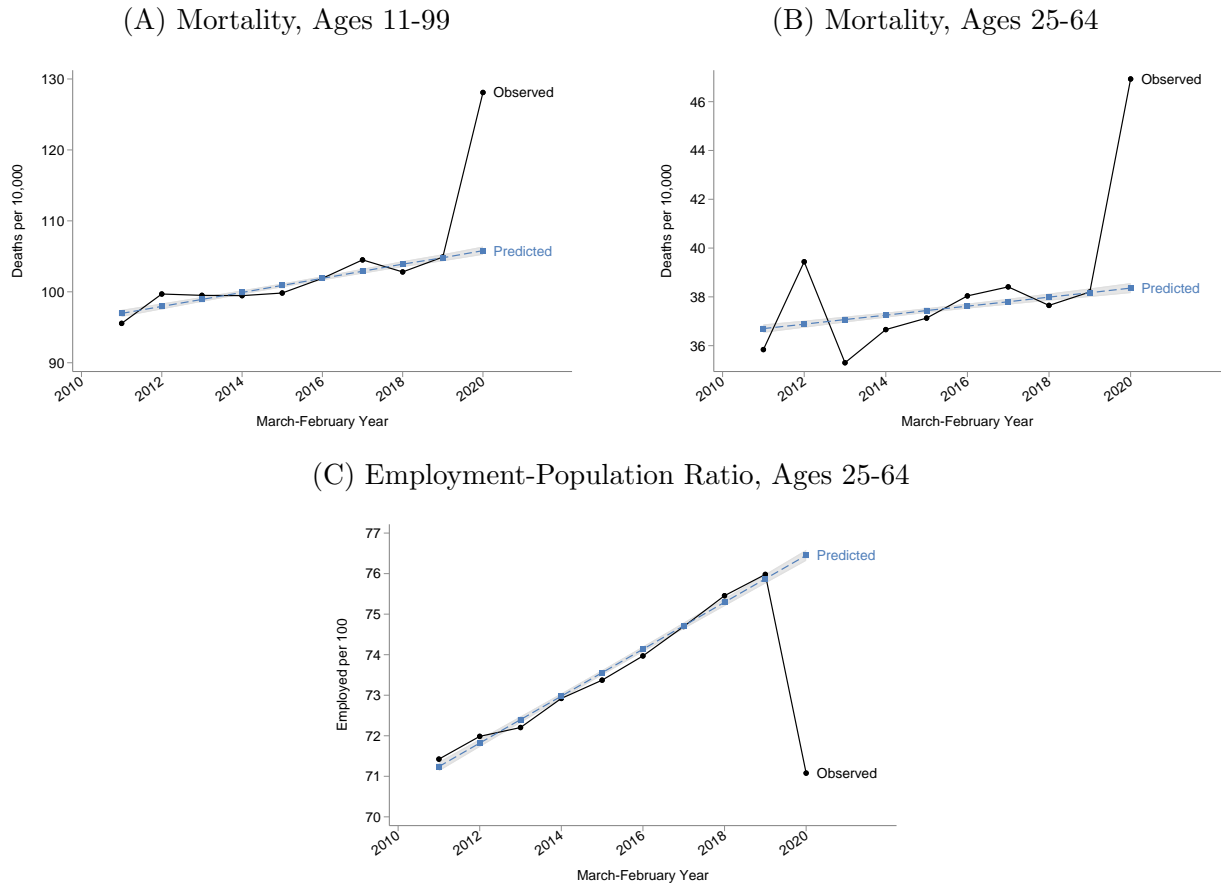 (A) Mortality, Ages 11-99
130
120
110
100
90
Deaths per 10,000
Observed
Predicted
2010
2012
2014
2016
2018
2020
March-February Year
(B) Mortality, Ages 25-64
46
44
42
40
38
36
Deaths per 10,000
Observed
Predicted
2010
2012
2014
2016
2018
2020
March-February Year
(C) Employment-Population Ratio, Ages 25-64
77
76
75
74
73
72
71
70
Employed per 100
Predicted
Observed
2010
2012
2014
2016
2018
2020
March-February Year